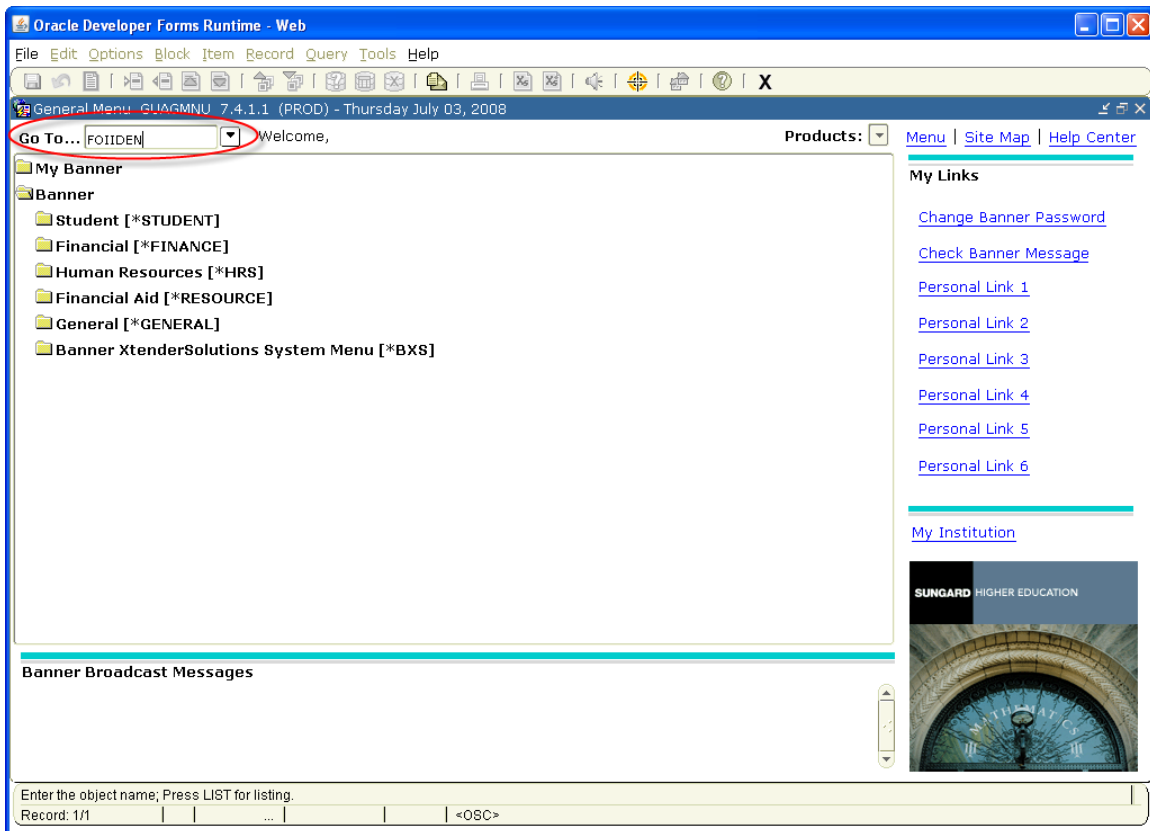 Oracle Developer Forms Runtime - Web
File Edit Options Block Item Record Query Tools Help
General Menu GUAGMNU 7.4.1.1 (PROD) - Thursday July 03, 2008
Go To... FOIIDEN Welcome, Products: Menu | Site Map | Help Center
My Banner
Banner
Student [*STUDENT]
Financial [*FINANCE]
Human Resources [*HRS]
Financial Aid [*RESOURCE]
General [*GENERAL]
Banner XtenderSolutions System Menu [*BXS]
My Links
Change Banner Password
Check Banner Message
Personal Link 1
Personal Link 2
Personal Link 3
Personal Link 4
Personal Link 5
Personal Link 6
My Institution
SUNGARD HIGHER EDUCATION
MATHEMATICS
Banner Broadcast Messages
Enter the object name; Press LIST for listing.
Record: 1/1 ... <OSC>